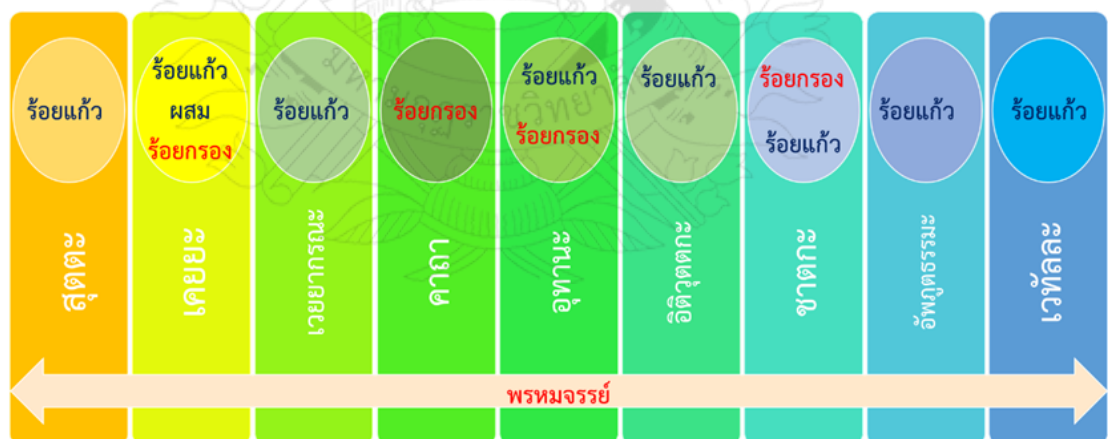 ร้อยแก้ว
ร้อยแก้ว
ผสม
ร้อยกรอง
ร้อยแก้ว
ร้อยกรอง
ร้อยแก้ว
ร้อยกรอง
ร้อยแก้ว
ร้อยกรอง
ร้อยแก้ว
ร้อยแก้ว
ร้อยแก้ว
สุตตะ
เคยยะ
เวยยากรณะ
คาถา
อุทานะ
อิติวุตตกะ
ชาตกะ
อัพภูตธรรมะ
เวทัลละ
พรหมจรรย์